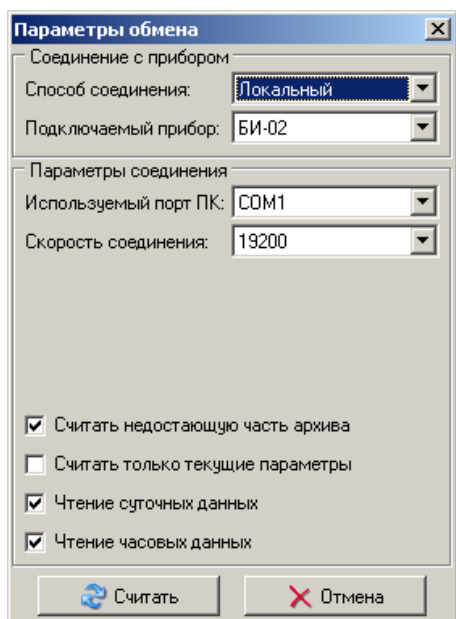 Параметры обмена
Соединение с прибором
Способ соединения: Локальный
Подключаемый прибор: БИ-02
Параметры соединения
Используемый порт ПК: COM1
Скорость соединения: 19200
Считать недостающую часть архива
Считать только текущие параметры
Чтение суточных данных
Чтение часовых данных
Считать Отмена